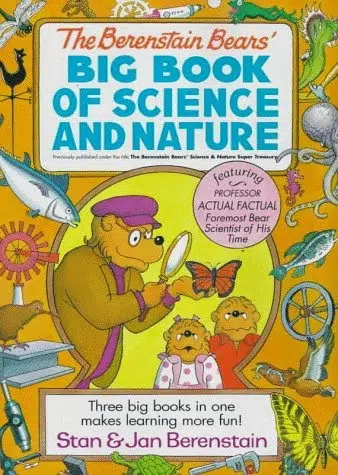 The Berenstain Bears'
BIG BOOK
OF SCIENCE
AND NATURE
Previously published under the title The Berenstain Bears' Science & Nature Super Treasury
featuring
PROFESSOR
ACTUAL FACTUAL
Foremost Bear
Scientist of His
Time
Three big books in one
makes learning more fun!
Stan & Jan Berenstain